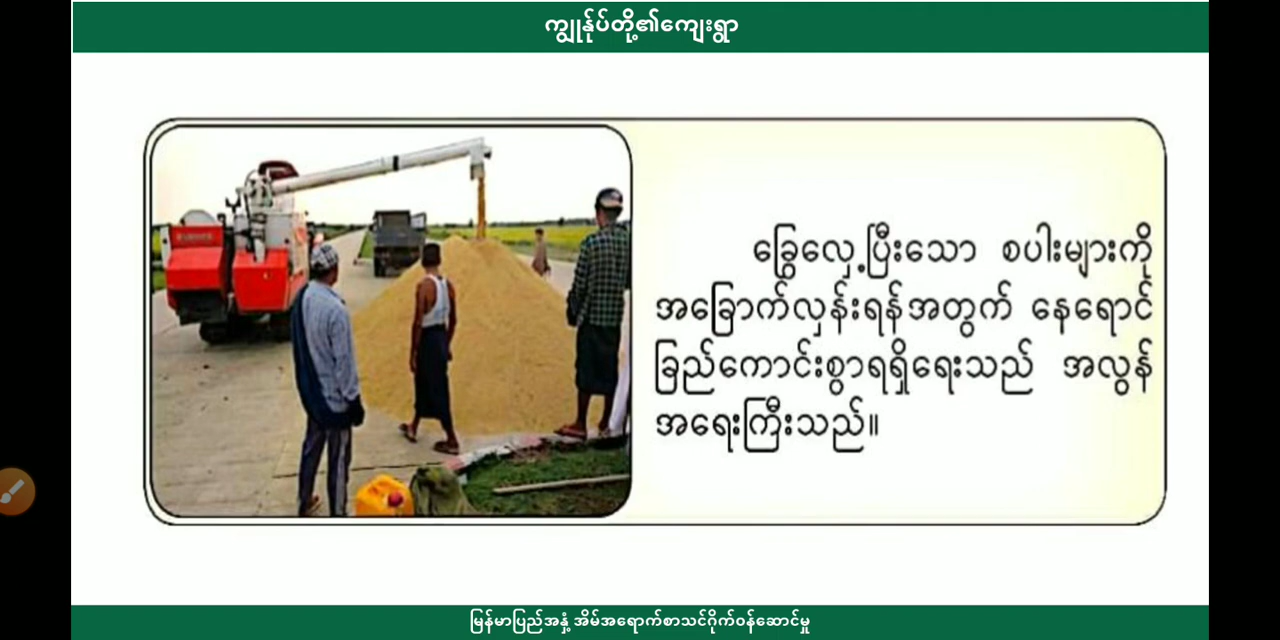 ကျွန်ုပ်တို့၏ကျေးရွာ
ခြွေလှေ့ပြီးသော စပါးများကို
အခြောက်လှန်းရန်အတွက် နေရောင်
ခြည်ကောင်းစွာရရှိရေးသည် အလွန်
အရေးကြီးသည်။
မြန်မာပြည်အနှံ့ အိမ်အရောက်စာသင်ဂိုက်ဝန်ဆောင်မှု